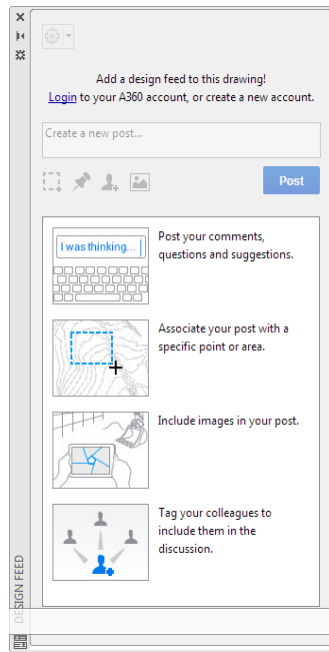 Add a design feed to this drawing!
Login to your A360 account, or create a new account.
Create a new post...
Post
I was thinking...
Post your comments,
questions and suggestions.
Associate your post with a
specific point or area.
Include images in your post.
Tag your colleagues to
include them in the
discussion.
DESIGN FEED